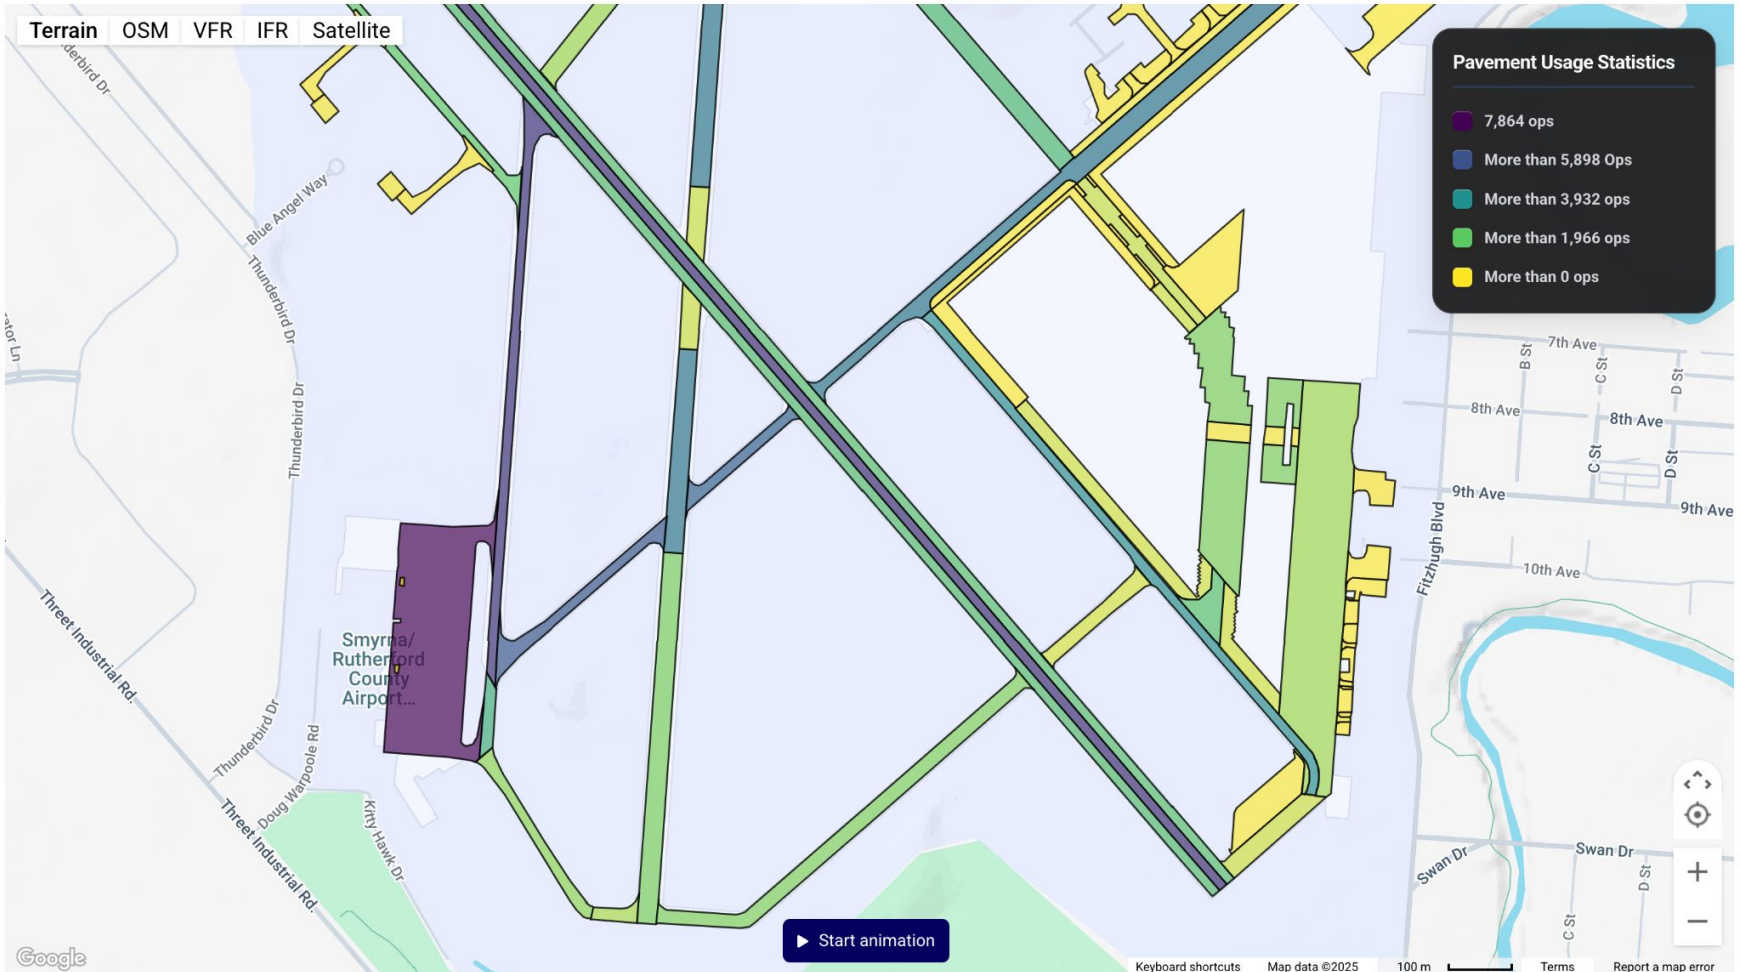 Terrain
OSM
VFR
IFR
Satellite
Pavement Usage Statistics
7,864 ops
More than 5,898 Ops
More than 3,932 ops
More than 1,966 ops
More than 0 ops
Blue Angel Way
Thunderbird Dr
Thunderbird Dr
7th Ave
B St
C St
D St
8th Ave
8th Ave
C St
D St
9th Ave
9th Ave
Fitzhugh Blvd
10th Ave
Threet Industrial Rd.
Smyrna/
Rutherford
County
Airport...
Thunderbird Dr
Doug Warpoole Rd
Kitty Hawk Dr
Threet Industrial Rd.
Swan Dr
Swan Dr
D St
C St
Start animation
Google
Keyboard shortcuts
Map data ©2025
100 m
Terms
Report a map error